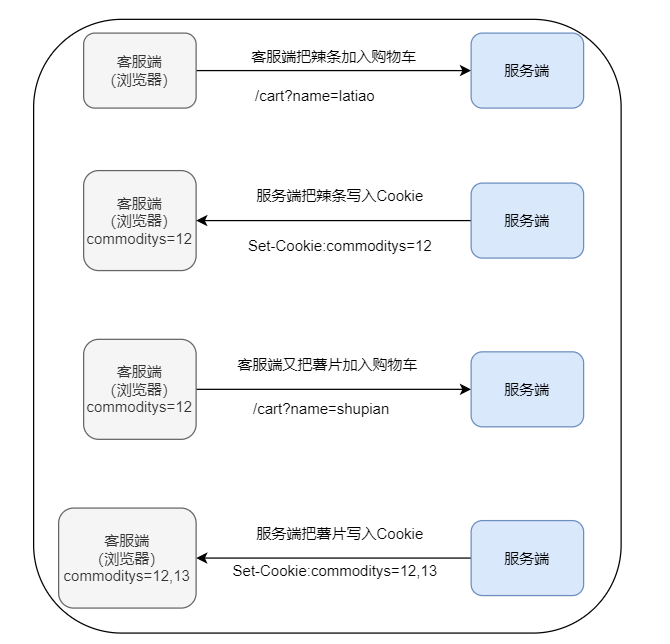 客服端
(浏览器)
客服端把辣条加入购物车
/cart?name=latiao
服务端
客服端
(浏览器)
commoditys=12
服务端把辣条写入Cookie
Set-Cookie:commoditys=12
服务端
客服端
(浏览器)
commoditys=12
客服端又把薯片加入购物车
/cart?name=shupian
服务端
客服端
(浏览器)
commoditys=12,13
服务端把薯片写入Cookie
Set-Cookie:commoditys=12,13
服务端